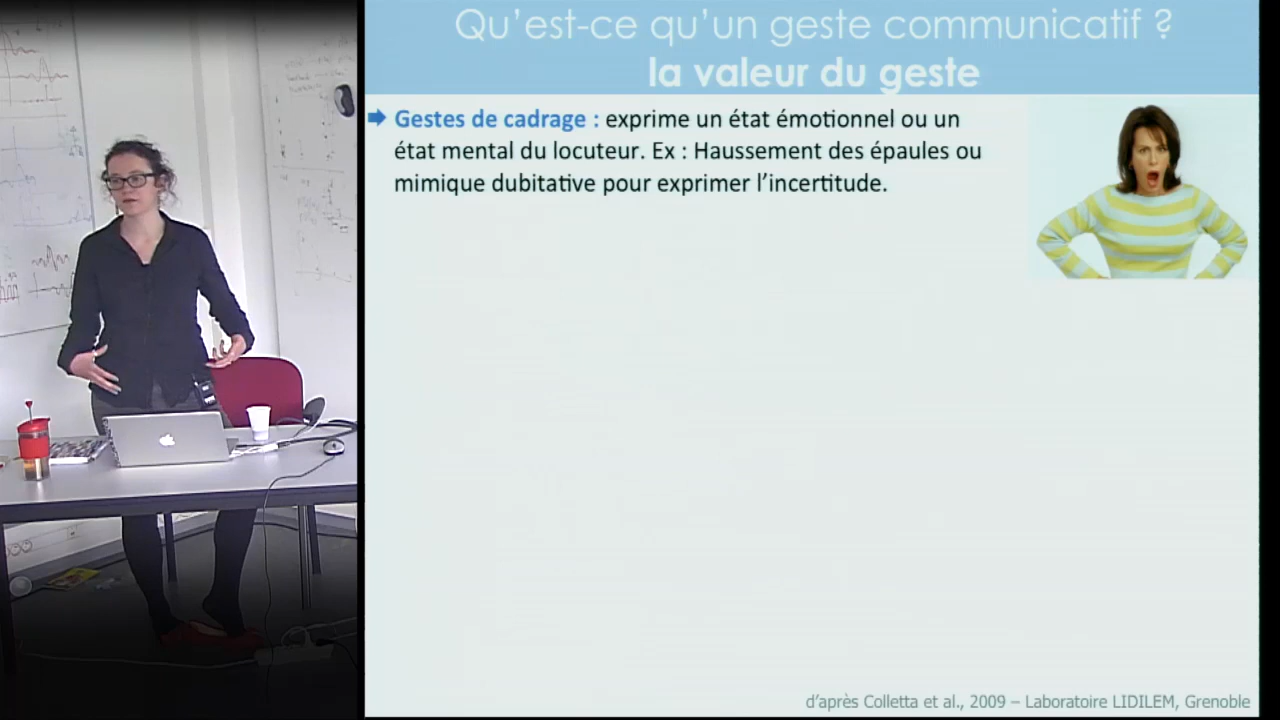 Qu'est-ce qu'un geste communicatif ?
la valeur du geste
Gestes de cadrage : exprime un état émotionnel ou un
état mental du locuteur. Ex : Haussement des épaules ou
mimique dubitative pour exprimer l'incertitude.
d'après Colletta et al., 2009 – Laboratoire LIDILEM, Grenoble